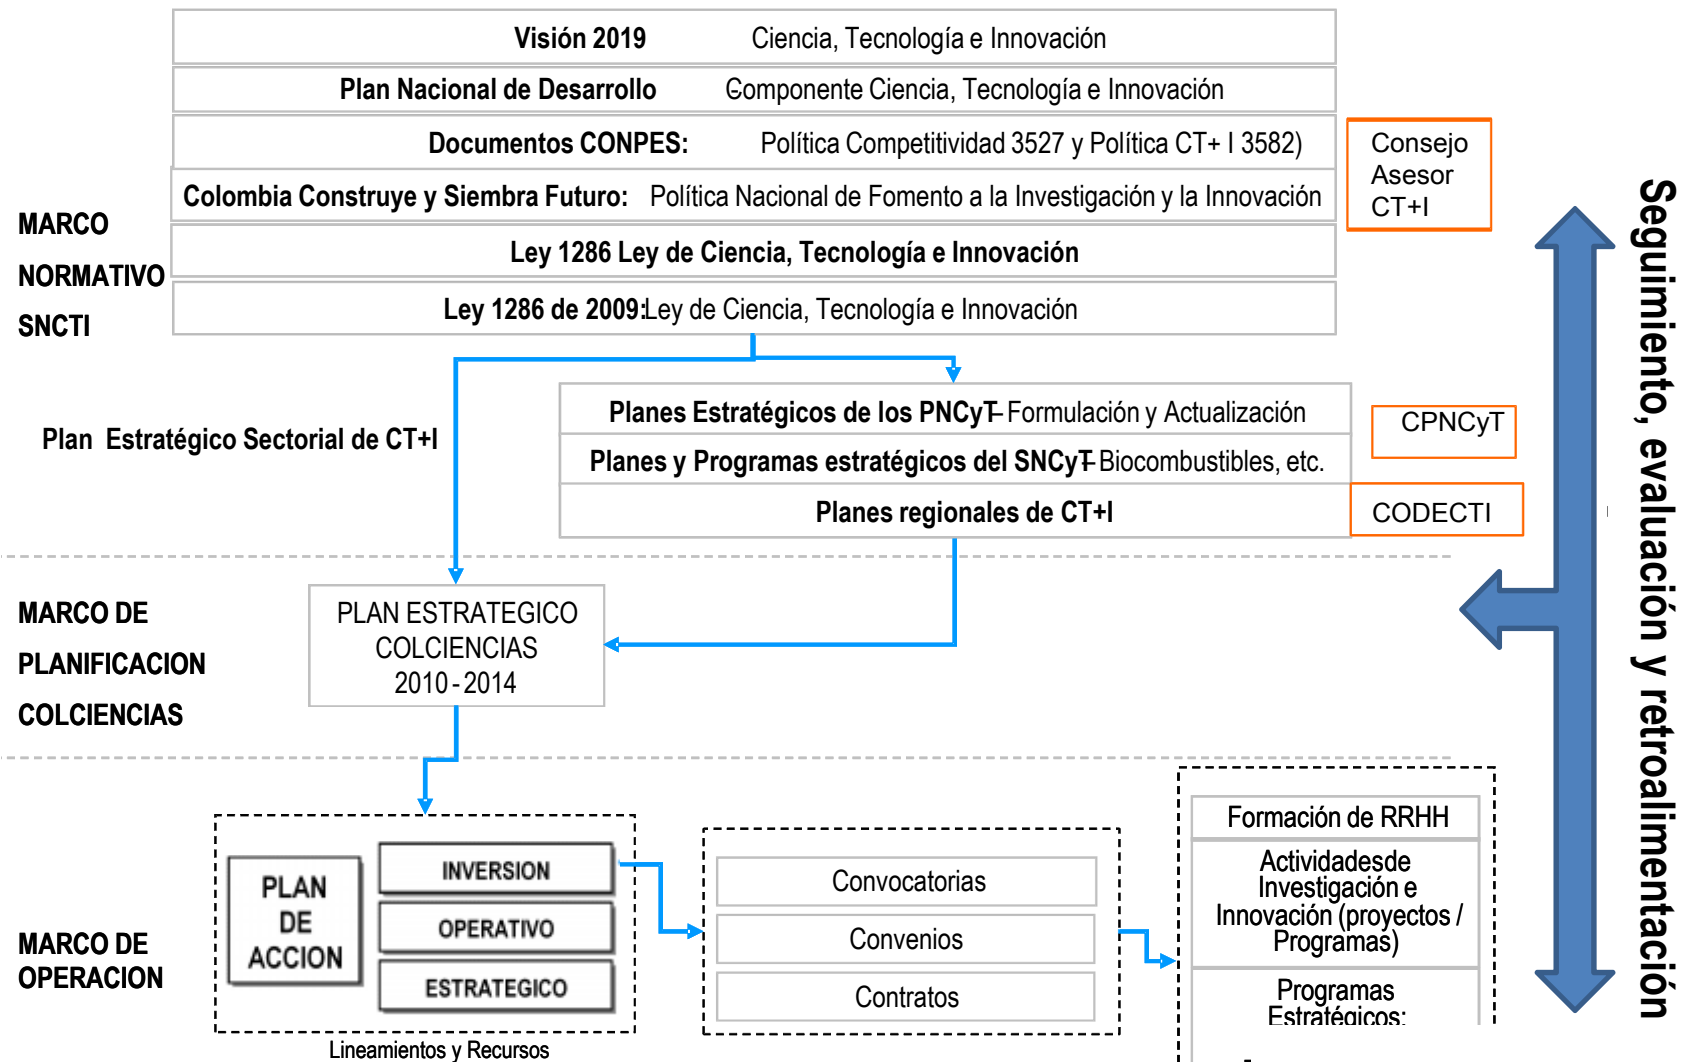 Visión 2019 Ciencia, Tecnología e Innovación
Plan Nacional de Desarrollo Componente Ciencia, Tecnología e Innovación
Documentos CONPES: Política Competitividad 3527 y Política CT+ I 3582)
Colombia Construye y Siembra Futuro: Política Nacional de Fomento a la Investigación y la Innovación
Ley 1286 Ley de Ciencia, Tecnología e Innovación
Ley 1286 de 2009: Ley de Ciencia, Tecnología e Innovación
Consejo
Asesor
CT+I
MARCO
NORMATIVO
SNCTI
Plan Estratégico Sectorial de CT+I
Planes Estratégicos de los PNCyT– Formulación y Actualización
Planes y Programas estratégicos del SNCyT– Biocombustibles, etc.
Planes regionales de CT+I
CPNCyT
CODECTI
Seguimiento, evaluación y retroalimentación
MARCO DE
PLANIFICACION
COLCIENCIAS
PLAN ESTRATEGICO
COLCIENCIAS
2010 - 2014
MARCO DE
OPERACION
PLAN
DE
ACCION
INVERSION
OPERATIVO
ESTRATEGICO
Lineamientos y Recursos
Convocatorias
Convenios
Contratos
Formación de RRHH
Actividadesde
Investigación e
Innovación (proyectos /
Programas)
Programas
Estratégicos: